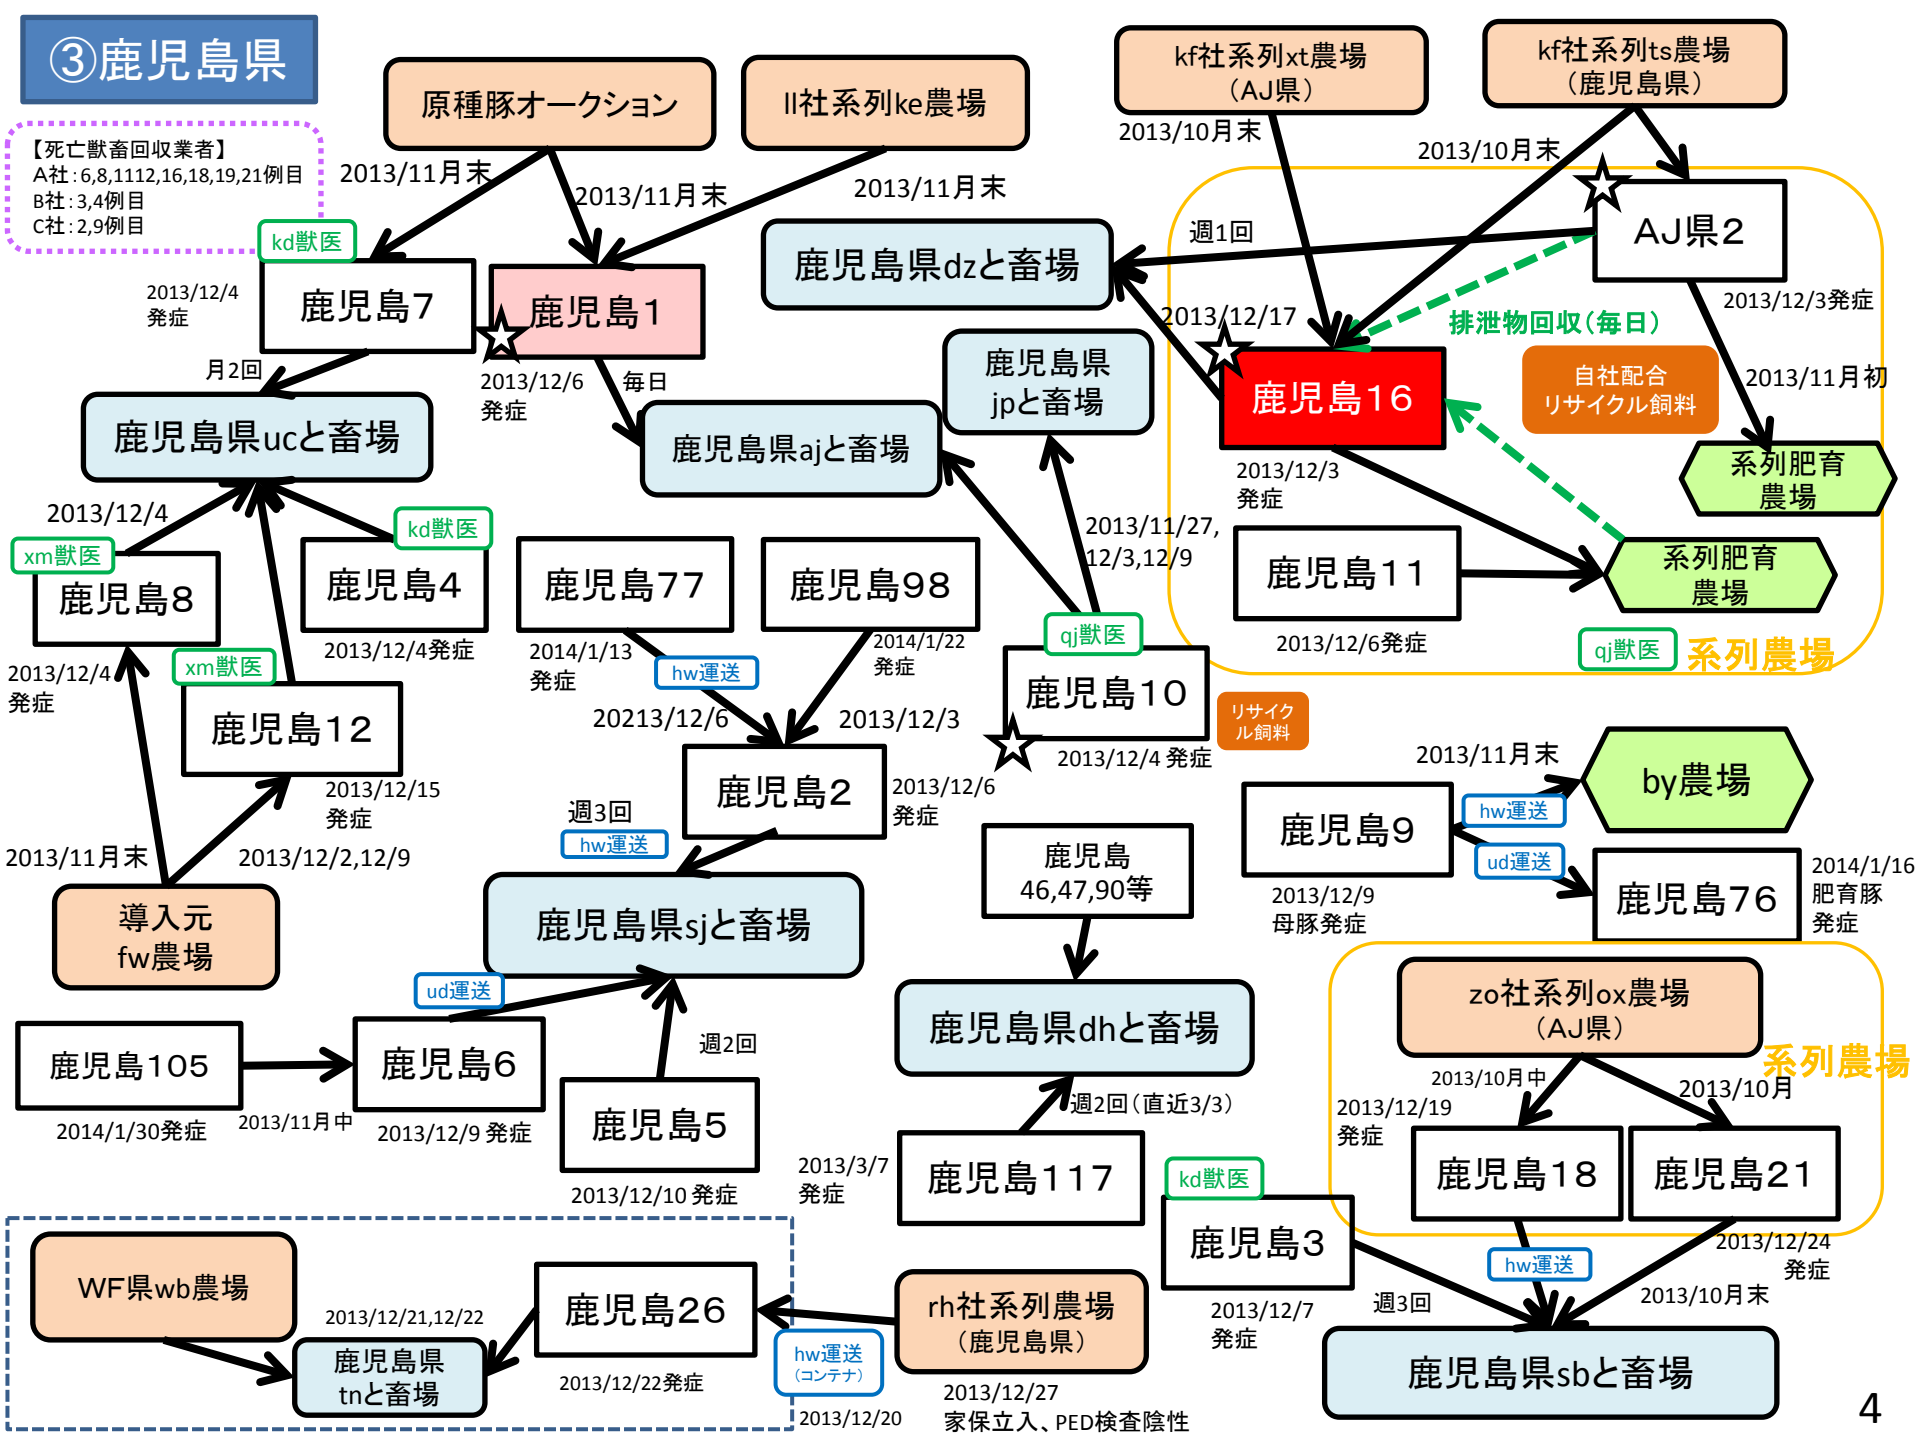 ③鹿児島県
【死亡獣畜回収業者】
A社：6,8,1112,16,18,19,21例目
B社：3,4例目
C社：2,9例目
原種豚オークション
ll社系列ke農場
kf社系列xt農場
（AJ県）
kf社系列ts農場
（鹿児島県）
2013/11月末
2013/11月末
2013/11月末
2013/10月末
2013/10月末
kd獣医
鹿児島7
2013/12/4
発症
鹿児島1
2013/12/6
発症
月2回
毎日
鹿児島県dzと畜場
週1回
AJ県2
2013/12/3発症
2013/12/17
排泄物回収（毎日）
鹿児島16
2013/12/3
発症
自社配合
リサイクル飼料
2013/11月初
系列肥育
農場
鹿児島県ucと畜場
鹿児島県ajと畜場
鹿児島県
jpと畜場
2013/12/4
xm獣医
鹿児島8
2013/12/4
発症
kd獣医
鹿児島4
2013/12/4発症
xm獣医
鹿児島12
2013/12/15
発症
2013/11月末
2013/12/2,12/9
導入元
fw農場
鹿児島77
2014/1/13
発症
hw運送
20213/12/6
鹿児島98
2014/1/22
発症
2013/12/3
2013/11/27,
12/3,12/9
qj獣医
鹿児島10
2013/12/4 発症
リサイク
ル飼料
鹿児島11
2013/12/6発症
系列肥育
農場
qj獣医
系列農場
鹿児島2
2013/12/6
発症
週3回
hw運送
鹿児島県sjと畜場
ud運送
鹿児島105
2014/1/30発症
2013/11月中
鹿児島6
2013/12/9 発症
週2回
鹿児島5
2013/12/10 発症
鹿児島
46,47,90等
鹿児島県dhと畜場
週2回（直近3/3）
鹿児島117
2013/3/7
発症
鹿児島9
2013/12/9
母豚発症
2013/11月末
hw運送
by農場
ud運送
鹿児島76
2014/1/16
肥育豚
発症
zo社系列ox農場
（AJ県）
系列農場
2013/10月中
2013/10月
2013/12/19
発症
鹿児島18
鹿児島21
2013/12/24
発症
kd獣医
鹿児島3
2013/12/7
発症
週3回
hw運送
2013/10月末
鹿児島県sbと畜場
WF県wb農場
2013/12/21,12/22
鹿児島県
tnと畜場
鹿児島26
2013/12/22発症
hw運送
（コンテナ）
2013/12/20
rh社系列農場
（鹿児島県）
2013/12/27
家保立入、PED検査陰性
4